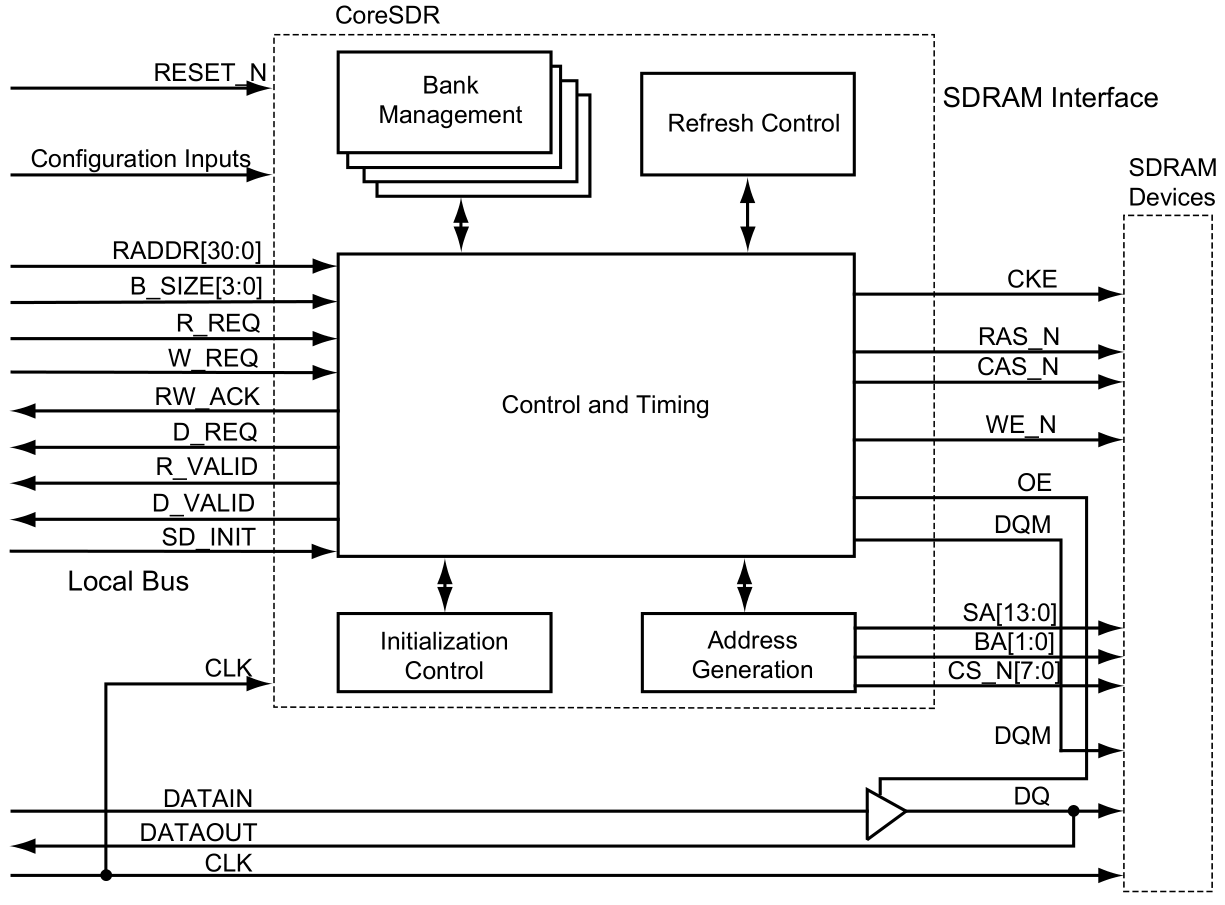 CoreSDR
RESET_N
Bank
Management
Refresh Control
SDRAM Interface
Configuration Inputs
SDRAM
Devices
RADDR[30:0]
B_SIZE[3:0]
R_REQ
W_REQ
RW_ACK
D_REQ
R_VALID
D_VALID
SD_INIT
Local Bus
Control and Timing
CKE
RAS_N
CAS_N
WE_N
OE
DQM
Initialization
Control
Address
Generation
SA[13:0]
BA[1:0]
CS_N[7:0]
CLK
DQM
DATAIN
DQ
DATAOUT
CLK